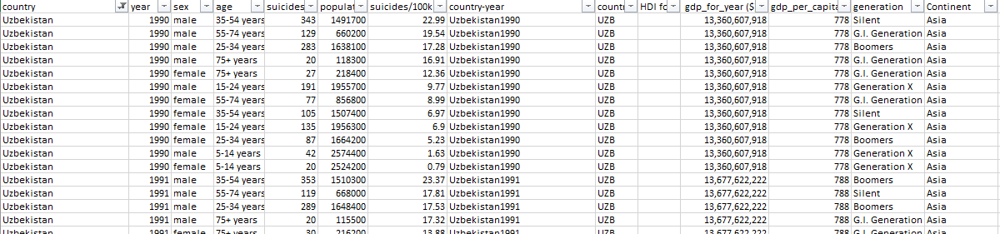 country year sex age suicides populat suicides/100k country-year count HDI fo gdp_for_year ($ gdp_per_capita generation Continent
Uzbekistan 1990 male 35-54 years 343 1491700 22.99 Uzbekistan1990 UZB 13,360,607,918 778 Silent Asia
Uzbekistan 1990 male 55-74 years 129 660200 19.54 Uzbekistan1990 UZB 13,360,607,918 778 G.I. Generation Asia
Uzbekistan 1990 male 25-34 years 283 1638100 17.28 Uzbekistan1990 UZB 13,360,607,918 778 Boomers Asia
Uzbekistan 1990 male 75+ years 20 118300 16.91 Uzbekistan1990 UZB 13,360,607,918 778 G.I. Generation Asia
Uzbekistan 1990 female 75+ years 27 218400 12.36 Uzbekistan1990 UZB 13,360,607,918 778 G.I. Generation Asia
Uzbekistan 1990 male 15-24 years 191 1955700 9.77 Uzbekistan1990 UZB 13,360,607,918 778 Generation X Asia
Uzbekistan 1990 female 55-74 years 77 856800 8.99 Uzbekistan1990 UZB 13,360,607,918 778 G.I. Generation Asia
Uzbekistan 1990 female 35-54 years 105 1507400 6.97 Uzbekistan1990 UZB 13,360,607,918 778 Silent Asia
Uzbekistan 1990 female 15-24 years 135 1956300 6.9 Uzbekistan1990 UZB 13,360,607,918 778 Generation X Asia
Uzbekistan 1990 female 25-34 years 87 1664200 5.23 Uzbekistan1990 UZB 13,360,607,918 778 Boomers Asia
Uzbekistan 1990 male 5-14 years 42 2574400 1.63 Uzbekistan1990 UZB 13,360,607,918 778 Generation X Asia
Uzbekistan 1990 female 5-14 years 20 2524200 0.79 Uzbekistan1990 UZB 13,360,607,918 778 Generation X Asia
Uzbekistan 1991 male 35-54 years 353 1510300 23.37 Uzbekistan1991 UZB 13,677,622,222 788 Boomers Asia
Uzbekistan 1991 male 55-74 years 119 668000 17.81 Uzbekistan1991 UZB 13,677,622,222 788 Silent Asia
Uzbekistan 1991 male 25-34 years 289 1648400 17.53 Uzbekistan1991 UZB 13,677,622,222 788 Boomers Asia
Uzbekistan 1991 male 75+ years 20 115500 17.32 Uzbekistan1991 UZB 13,677,622,222 788 G.I. Generation Asia
Uzbekistan 1991 female 75+ years 30 216200 13.88 Uzbekistan1991 UZB 13,677,622,222 788 G.I. Generation Asia